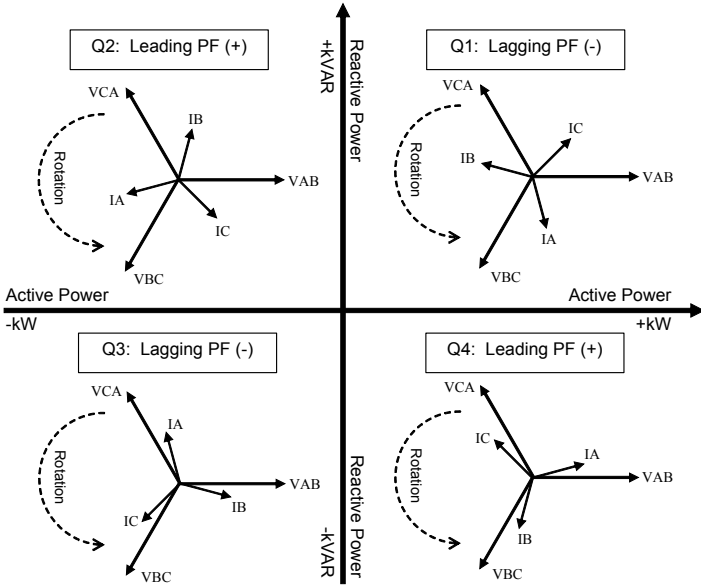 Q2: Leading PF (+)
VCA
IB
Rotation
VAB
IA
IC
VBC
+kVAR
Reactive Power
Q1: Lagging PF (-)
VCA
IC
IB
Rotation
VAB
IA
VBC
Active Power
-kW
Active Power
+kW
Q3: Lagging PF (-)
VCA
IA
Rotation
VAB
IB
IC
VBC
-kVAR
Reactive Power
Q4: Leading PF (+)
VCA
IC
IA
Rotation
VAB
IB
VBC